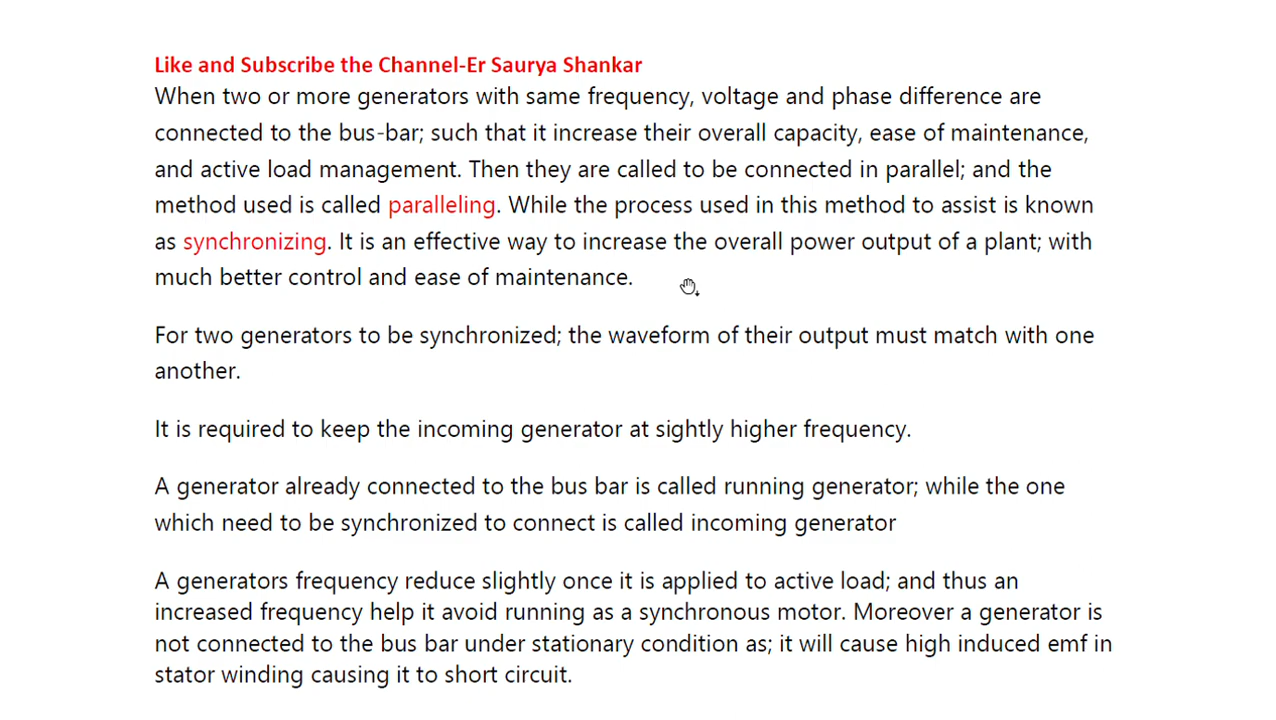 Like and Subscribe the Channel-Er Saurya Shankar
When two or more generators with same frequency, voltage and phase difference are
connected to the bus-bar; such that it increase their overall capacity, ease of maintenance,
and active load management. Then they are called to be connected in parallel; and the
method used is called paralleling. While the process used in this method to assist is known
as synchronizing. It is an effective way to increase the overall power output of a plant; with
much better control and ease of maintenance.
For two generators to be synchronized; the waveform of their output must match with one
another.
It is required to keep the incoming generator at sightly higher frequency.
A generator already connected to the bus bar is called running generator; while the one
which need to be synchronized to connect is called incoming generator
A generators frequency reduce slightly once it is applied to active load; and thus an
increased frequency help it avoid running as a synchronous motor. Moreover a generator is
not connected to the bus bar under stationary condition as; it will cause high induced emf in
stator winding causing it to short circuit.